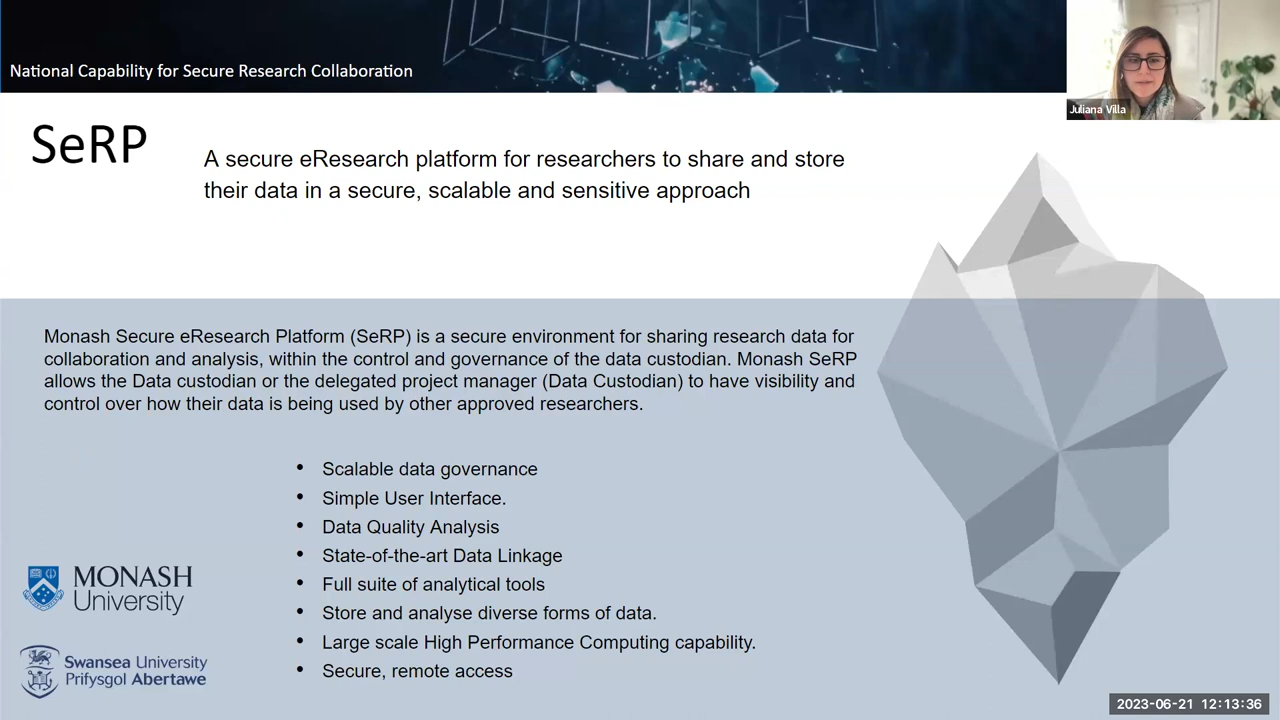 National Capability for Secure Research Collaboration
Juliana Villa
SeRP
A secure eResearch platform for researchers to share and store
their data in a secure, scalable and sensitive approach
Monash Secure eResearch Platform (SeRP) is a secure environment for sharing research data for
collaboration and analysis, within the control and governance of the data custodian. Monash SeRP
allows the Data custodian or the delegated project manager (Data Custodian) to have visibility and
control over how their data is being used by other approved researchers.
• Scalable data governance
• Simple User Interface.
• Data Quality Analysis
• State-of-the-art Data Linkage
• Full suite of analytical tools
• Store and analyse diverse forms of data.
• Large scale High Performance Computing capability.
• Secure, remote access
MONASH
University
Swansea University
Prifysgol Abertawe
2023-06-21 12:13:36